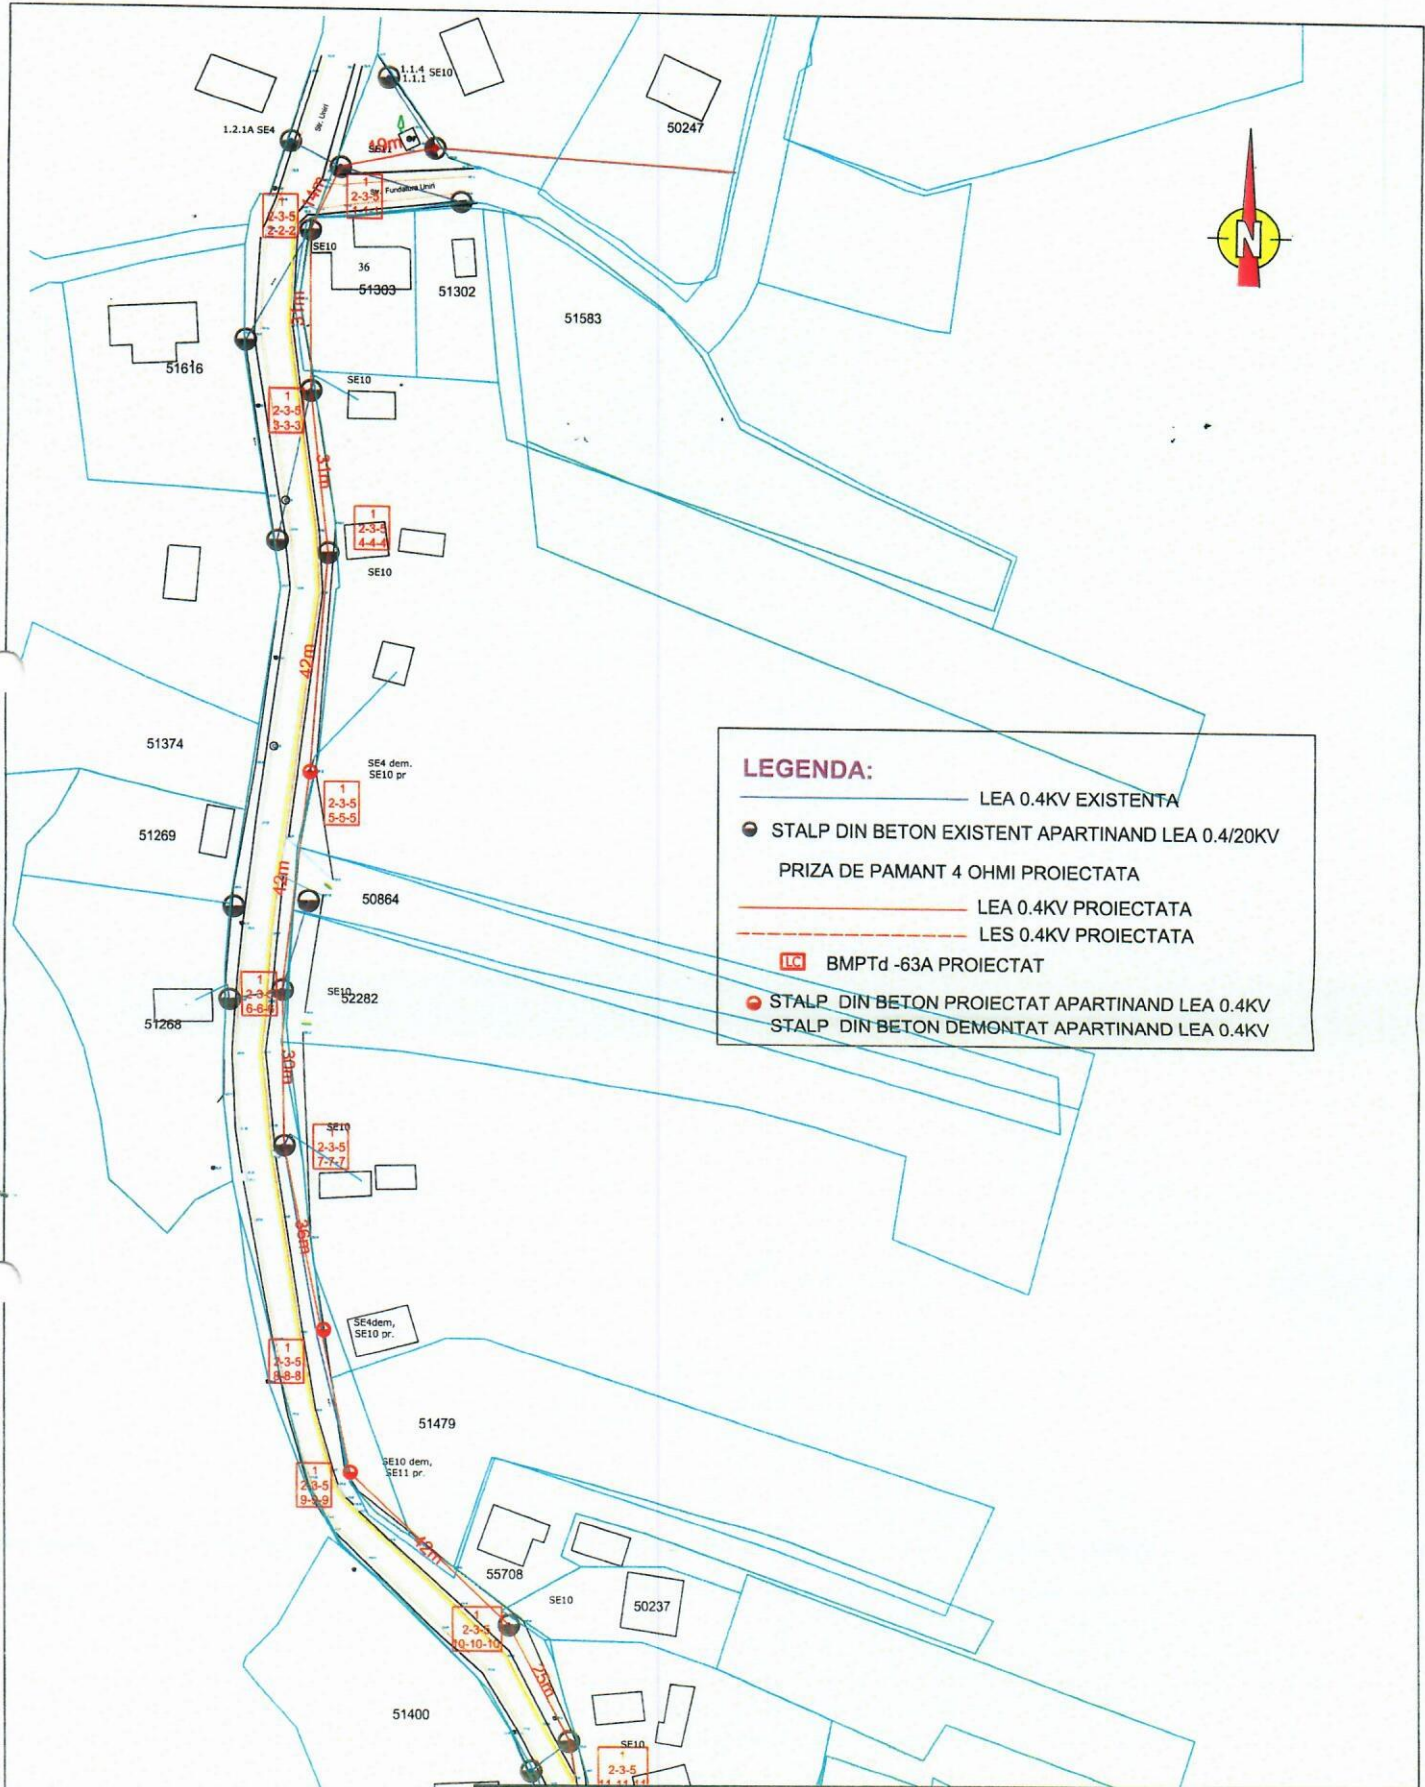 1.1.4
1.1.1
SE10
1.2.1A SE4
Str. Uniri
50247
19m
SE11
14m
1
2-3-5
1-1-1
Str. Fundatura Uniri
1
2-3-5
2-2-2
SE10
36
51303
51302
51583
31m
51616
SE10
1
2-3-5
3-3-3
31m
1
2-3-5
4-4-4
SE10
N
42m
51374
SE4 dem.
SE10 pr
1
2-3-5
5-5-5
51269
42m
50864
LEGENDA:
LEA 0.4KV EXISTENTA
STALP DIN BETON EXISTENT APARTINAND LEA 0.4/20KV
PRIZA DE PAMANT 4 OHMI PROIECTATA
LEA 0.4KV PROIECTATA
LES 0.4KV PROIECTATA
LC BMPTd -63A PROIECTAT
STALP DIN BETON PROIECTAT APARTINAND LEA 0.4KV
STALP DIN BETON DEMONTAT APARTINAND LEA 0.4KV
1
2-3-5
6-6-6
SE10
52282
51268
30m
SE10
1
2-3-5
7-7-7
36m
SE4dem,
SE10 pr.
1
2-3-5
8-8-8
51479
SE10 dem,
SE11 pr.
1
2-3-5
9-9-9
42m
55708
SE10
50237
1
2-3-5
10-10-10
25m
51400
SE10
1
2-3-5
11-11-11